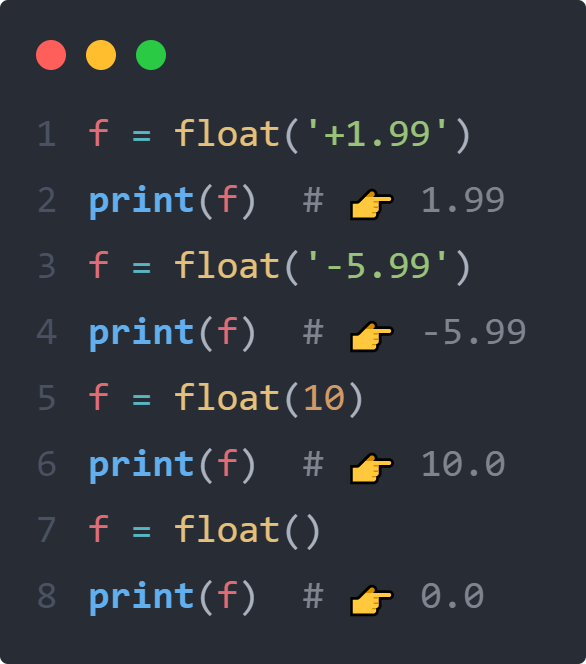 1 f = float('+1.99')
2 print(f)  # 👉 1.99
3 f = float('-5.99')
4 print(f)  # 👉 -5.99
5 f = float(10)
6 print(f)  # 👉 10.0
7 f = float()
8 print(f)  # 👉 0.0